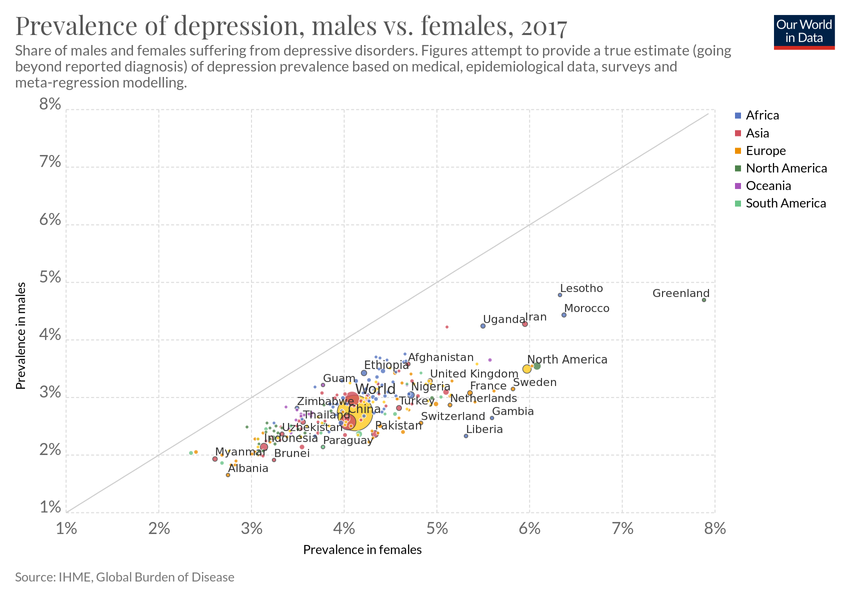 Prevalence of depression, males vs. females, 2017
Our World
in Data
Share of males and females suffering from depressive disorders. Figures attempt to provide a true estimate (going
beyond reported diagnosis) of depression prevalence based on medical, epidemiological data, surveys and
meta-regression modelling.
8%
7%
6%
5%
4%
3%
2%
1%
Prevalence in males
Africa
Asia
Europe
North America
Oceania
South America
Lesotho
Greenland
Morocco
Uganda
Iran
Afghanistan
North America
Ethiopia
United Kingdom
Guam
World
Nigeria
France
Sweden
Zimbabwe
China
Turkey
Netherlands
Thailand
Switzerland
Gambia
Uzbekistan
Pakistan
Liberia
Indonesia
Paraguay
Myanmar
Brunei
Albania
1%
2%
3%
4%
5%
6%
7%
8%
Prevalence in females
Source: IHME, Global Burden of Disease